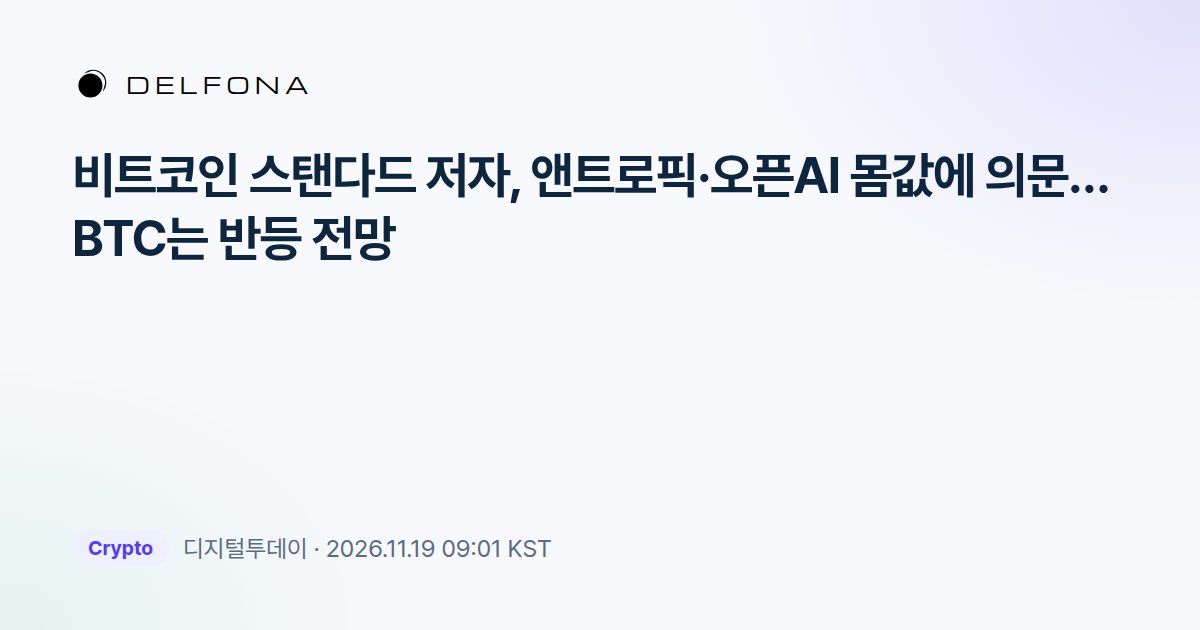 DELFONA
비트코인 스탠다드 저자, 앤트로픽·오픈AI 몸값에 의문…
BTC는 반등 전망
Crypto 디지털투데이 · 2026.11.19 09:01 KST